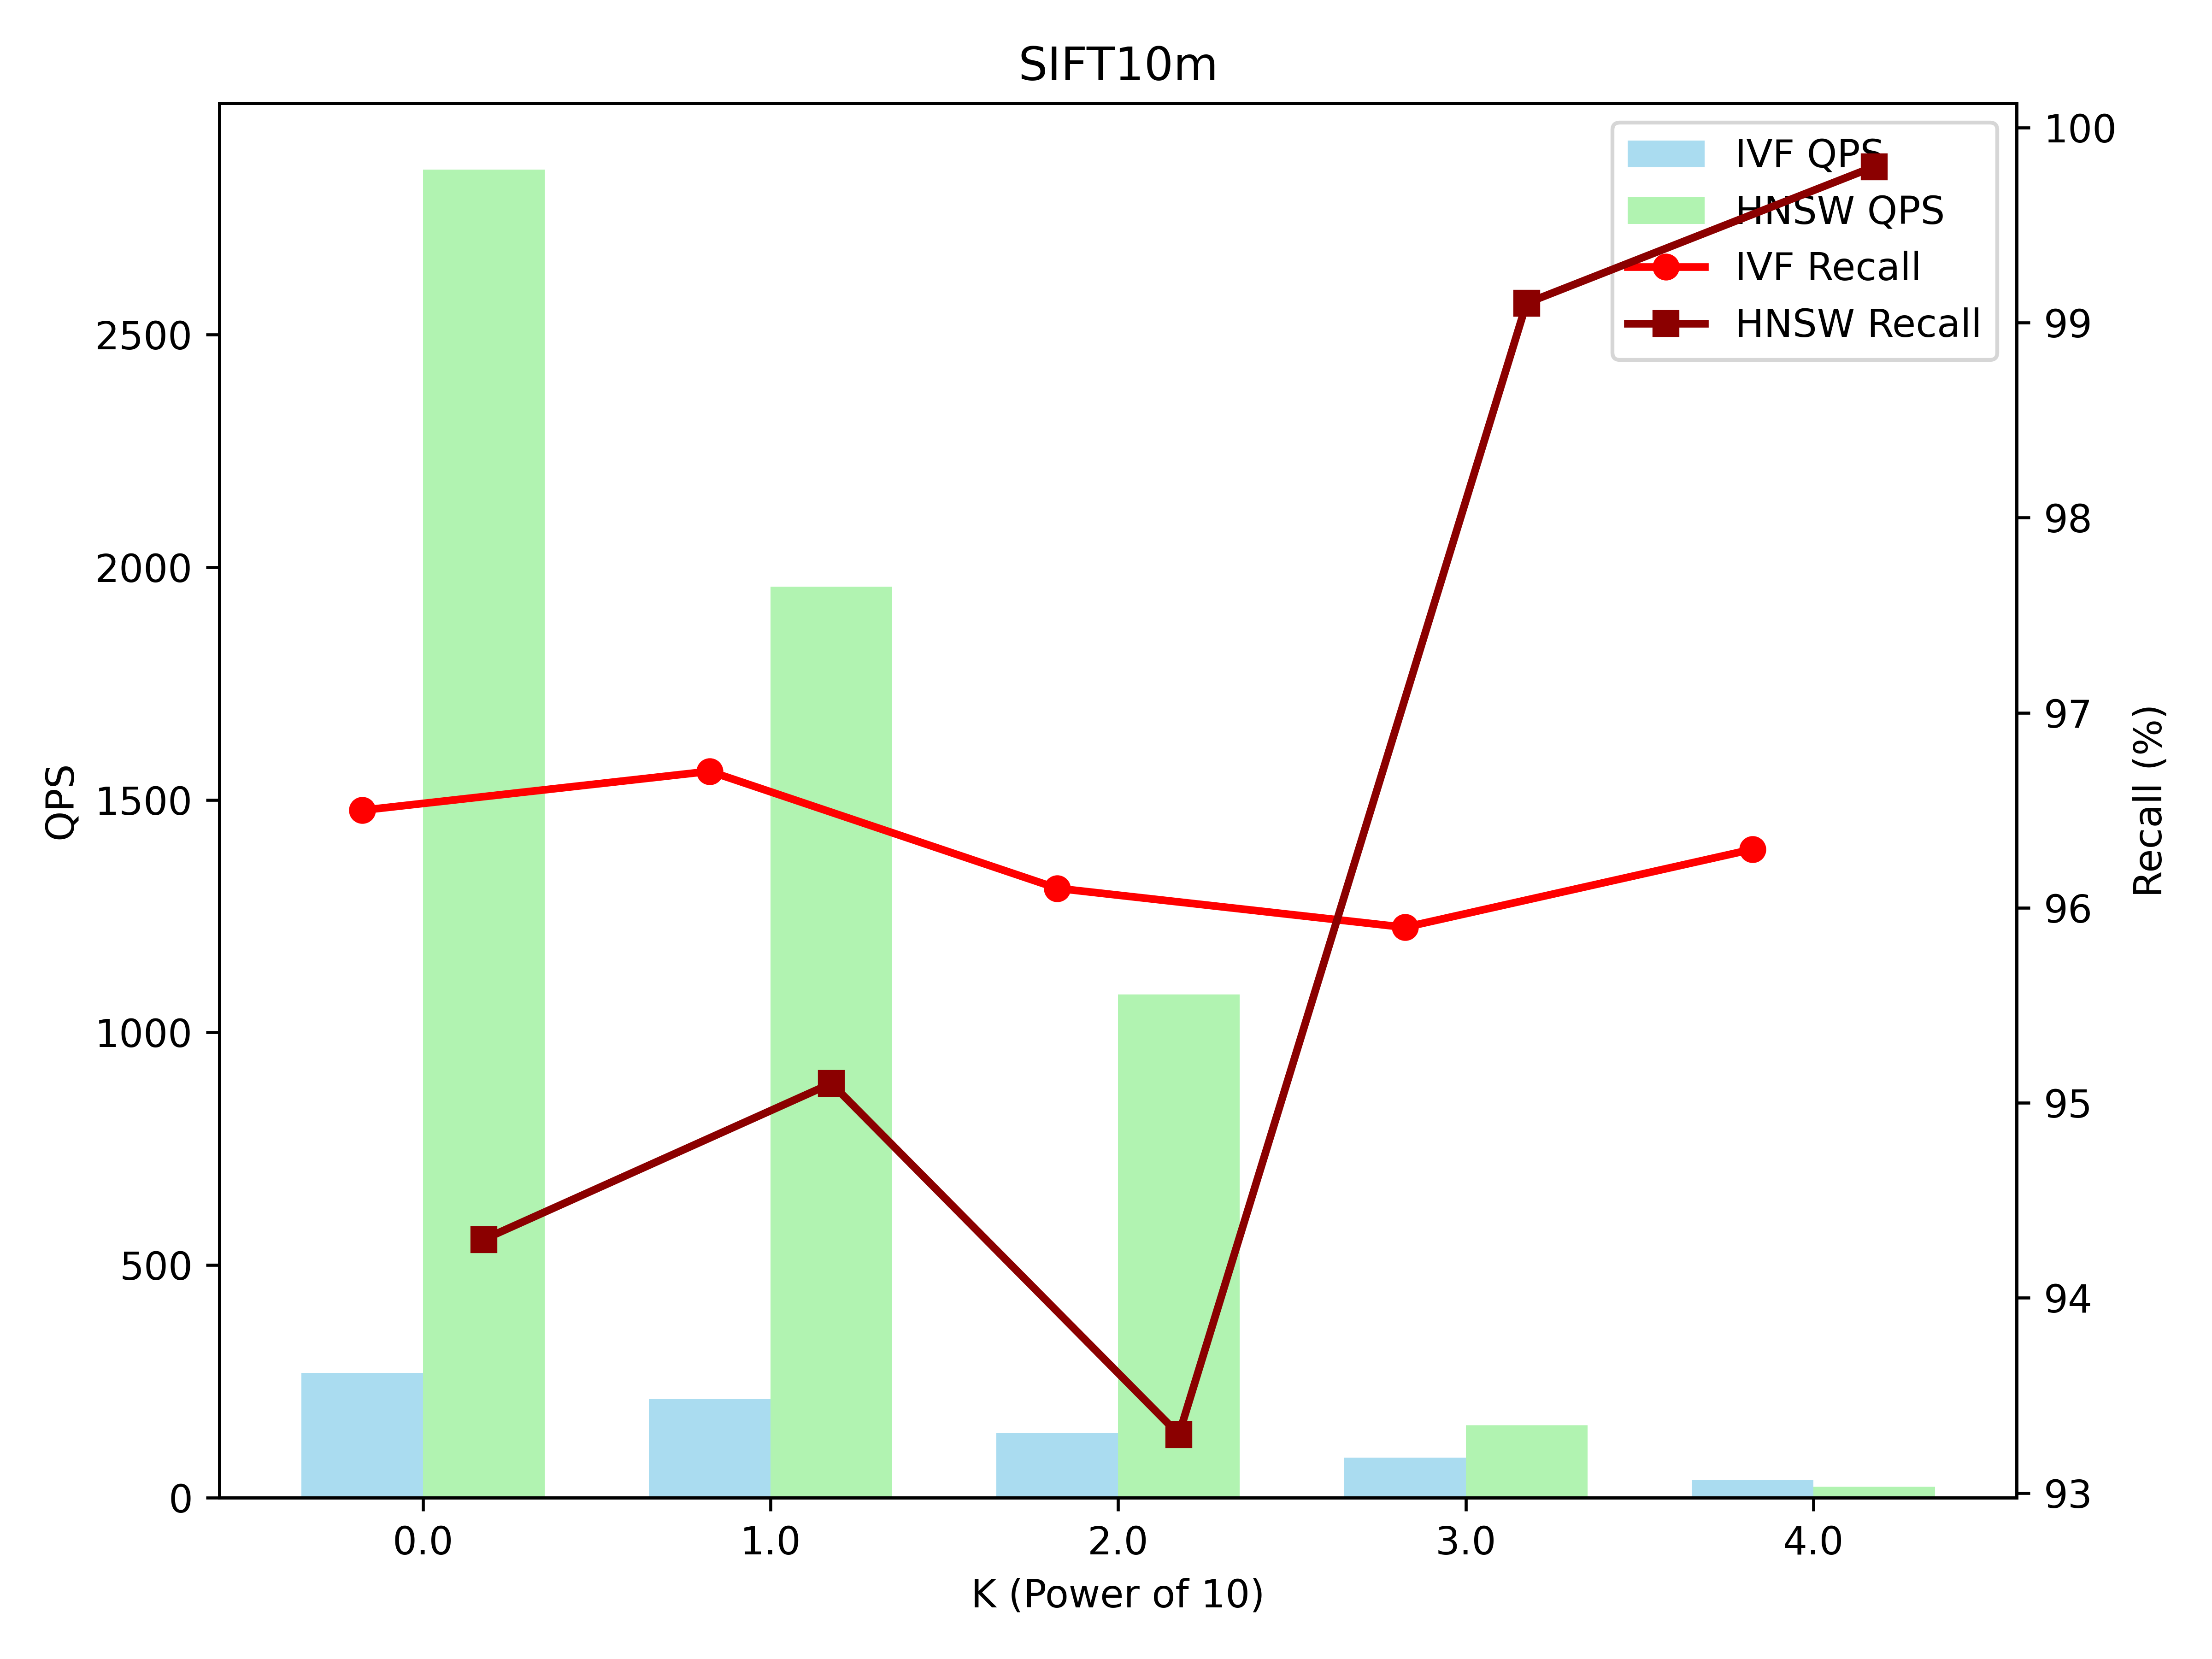 SIFT10m
IVF QPS
HNSW QPS
IVF Recall
HNSW Recall
QPS
2500
2000
1500
1000
500
0
100
99
98
97
96
95
94
93
Recall (%)
0.0 1.0 2.0 3.0 4.0
K (Power of 10)